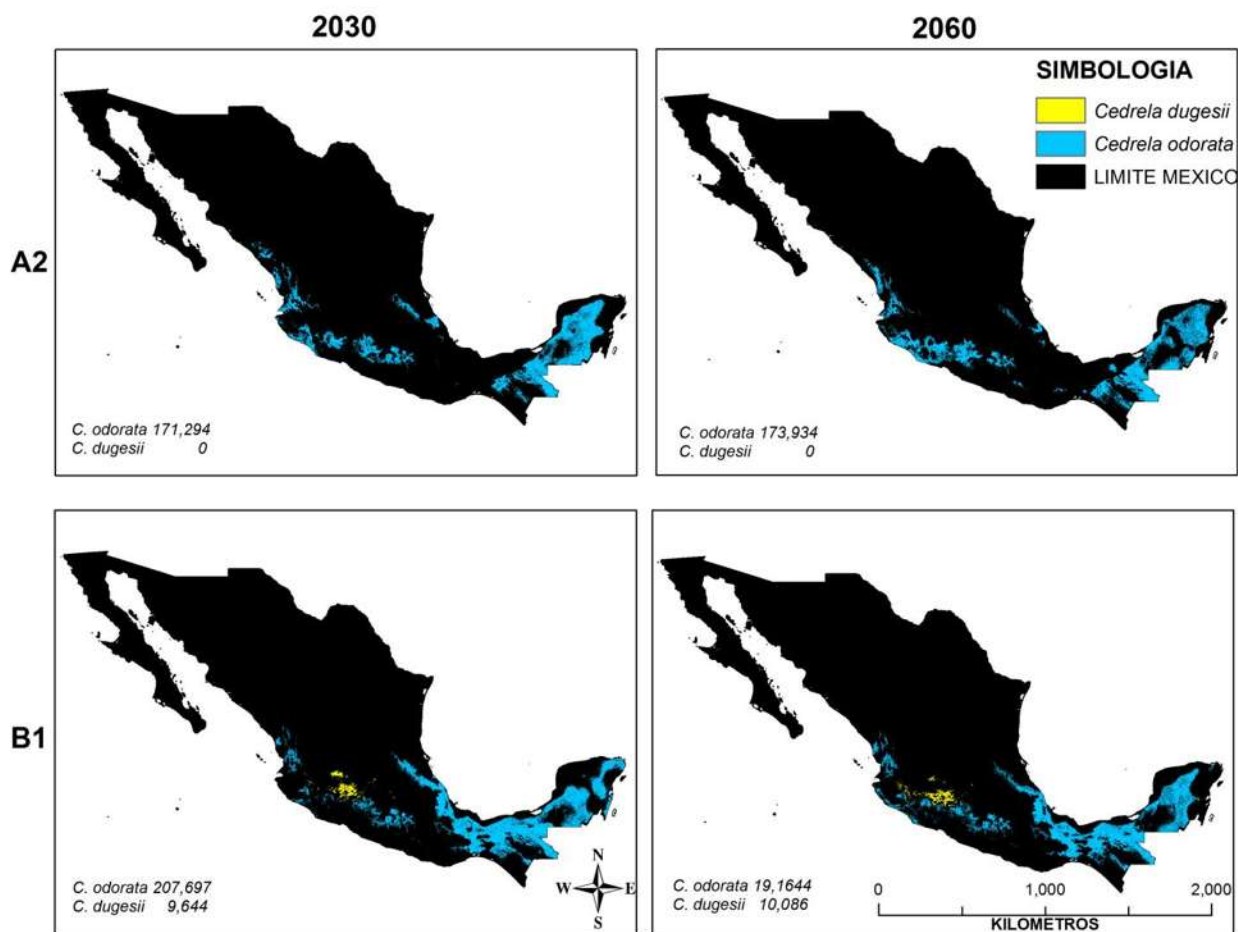 2030
2060
SIMBOLOGIA
Cedrela dugesii
Cedrela odorata
LIMITE MEXICO
A2
C. odorata 171,294
C. dugesii 0
C. odorata 173,934
C. dugesii 0
B1
C. odorata 207,697
C. dugesii 9,644
N
W E
S
C. odorata 19,1644
C. dugesii 10,086
0 1,000 2,000
KILOMETROS